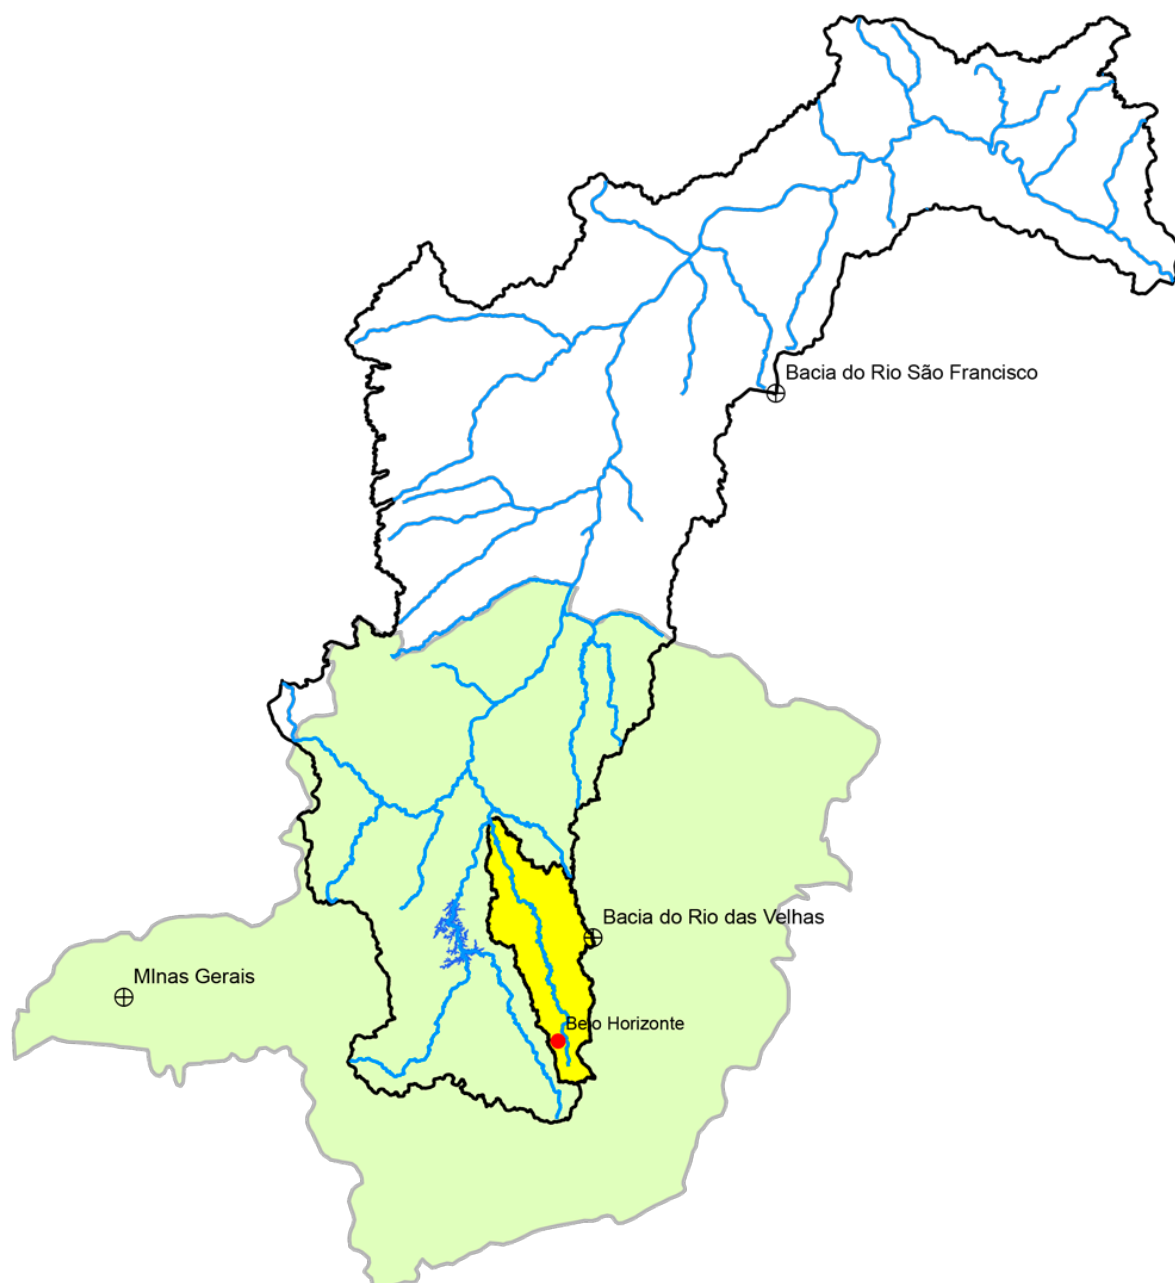 Bacia do Rio São Francisco
Bacia do Rio das Velhas
MInas Gerais
Belo Horizonte